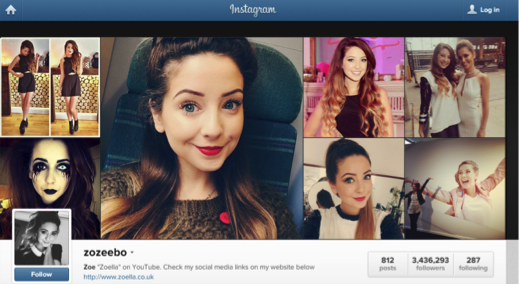 Instagram
Log in
zozeebo
Zoe "Zoella" on YouTube. Check my social media links on my website below
http://www.zoella.co.uk
812
posts
3,436,293
followers
287
following
Follow